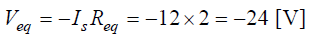 V_eq = −I_s R_eq = −12 × 2 = −24 [V]